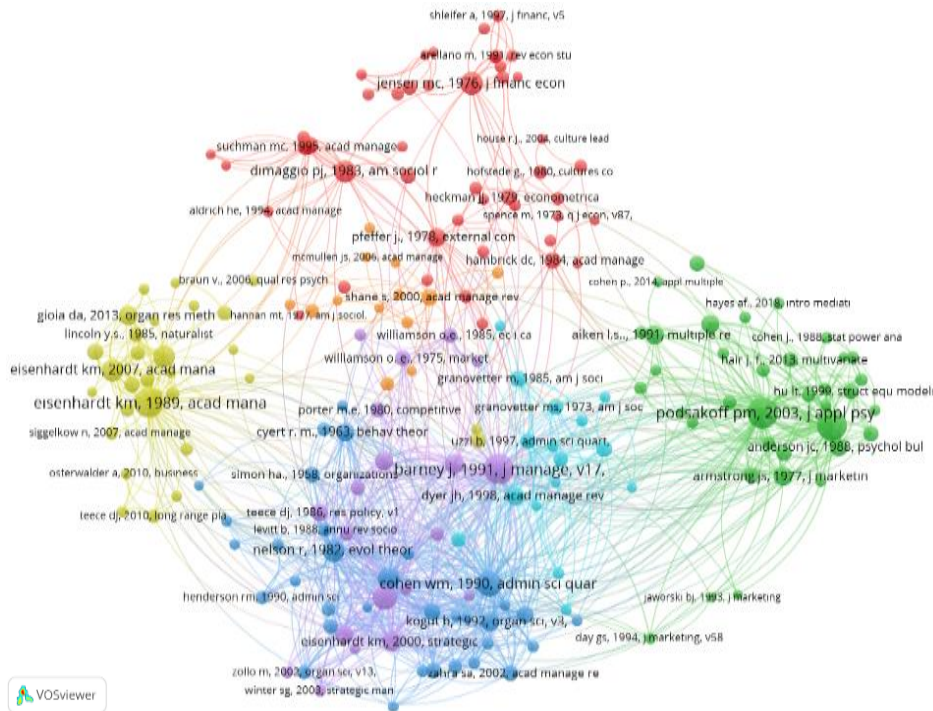 shleifer a, 1997, j financ, v5
arellano m, 1991, rev econ stu
jensen mc, 1976, j financ econ
house r.j., 2004, culture lead
suchman mc, 1995, acad manage
dimaggio pj, 1983, am sociol r
hofstede g., 1980, cultures co
heckman jj, 1979, econometrica
aldrich he, 1994, acad manage
spence m, 1973, q j econ, v87,
pfeffer j., 1978, external con
mcmullen js, 2006, acad manage
hambrick dc, 1984, acad manage
braun v., 2006, qual res psych
cohen p., 2014, appl multiple
shane s, 2000, acad manage rev
hayes af., 2018, intro mediati
gioia da, 2013, organ res meth
hannan mt, 1977, am j sociol.
lincoln y.s., 1985, naturalist
williamson o.e., 1985, ec i ca
aiken l.s.., 1991, multiple re
cohen j., 1988, stat power ana
williamson o. e., 1975, market
hair j. f., 2013, multivariate
eisenhardt km, 2007, acad mana
granovetter m, 1985, am j soci
hu lt, 1999, struct equ modeli
eisenhardt km, 1989, acad mana
porter m.e, 1980, competitive
granovetter ms, 1973, am j soc
podsakoff pm, 2003, j appl psy
cyert r. m., 1963, behav theor
siggelkow n, 2007, acad manage
uzzi b, 1997, admin sci quart,
anderson jc, 1988, psychol bul
osterwalder a, 2010, business
simon ha., 1958, organizations
barney j, 1991, j manage, v17,
armstrong js, 1977, j marketin
dyer jh, 1998, acad manage rev
teece dj, 2010, long range pla
teece dj, 1986, res policy, v1
levitt b, 1988, annu rev socio
nelson r, 1982, evol theor
cohen wm, 1990, admin sci quar
henderson rm, 1990, admin sci
jaworski bj, 1993, j marketing
kogut b, 1992, organ sci, v3,
eisenhardt km, 2000, strategic
day gs, 1994, j marketing, v58
zollo m, 2002, organ sci, v13,
zahra sa, 2002, acad manage re
winter sg, 2003, strategic man
VOSviewer